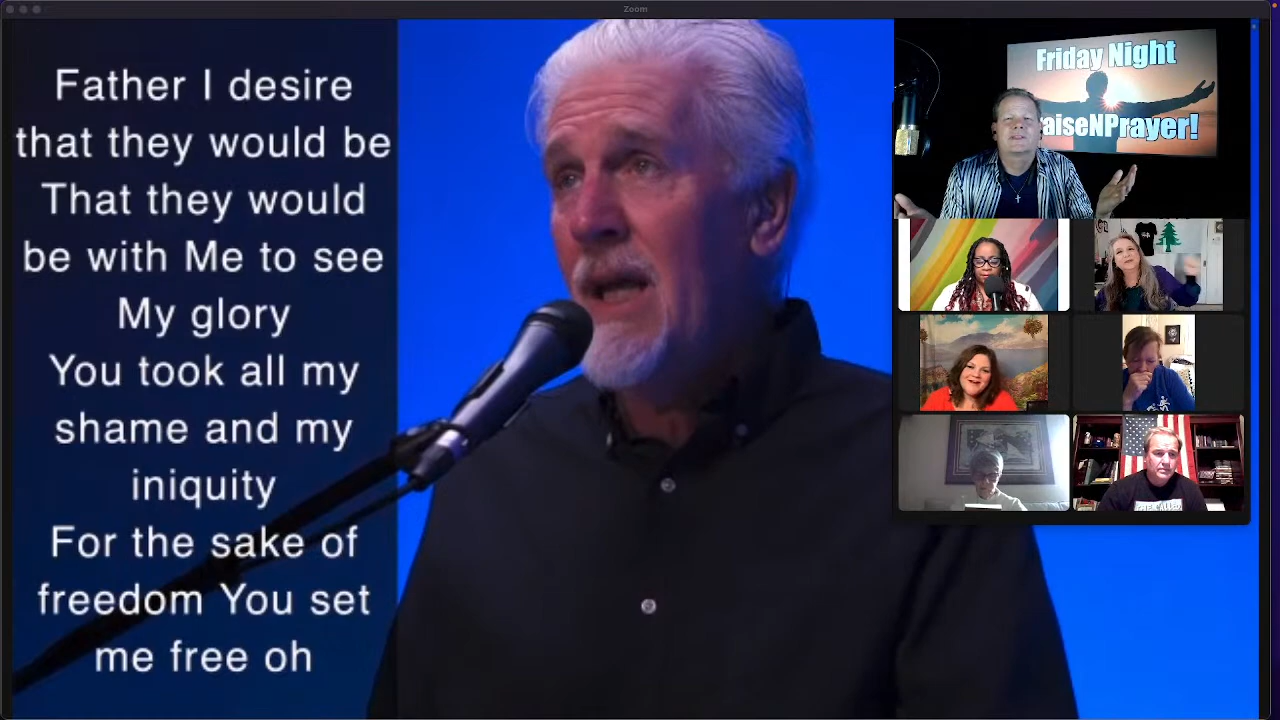 Zoom
Father I desire
that they would be
That they would
be with Me to see
My glory
You took all my
shame and my
iniquity
For the sake of
freedom You set
me free oh
Friday Night
aiseNPrayer!